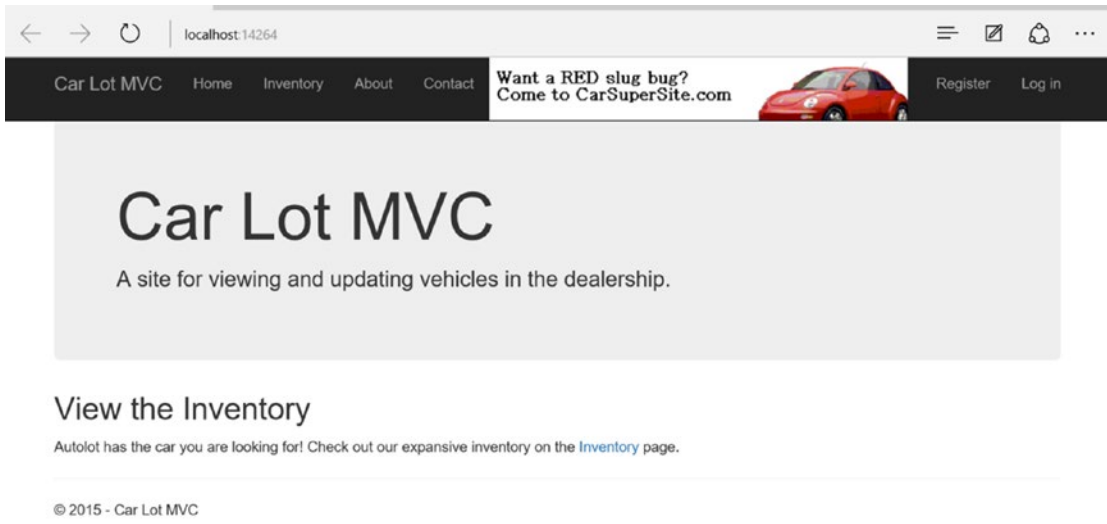 localhost:14264
Car Lot MVC Home Inventory About Contact
Want a RED slug bug?
Come to CarSuperSite.com
Register Log in
Car Lot MVC
A site for viewing and updating vehicles in the dealership.
View the Inventory
Autolot has the car you are looking for! Check out our expansive inventory on the Inventory page.
© 2015 - Car Lot MVC